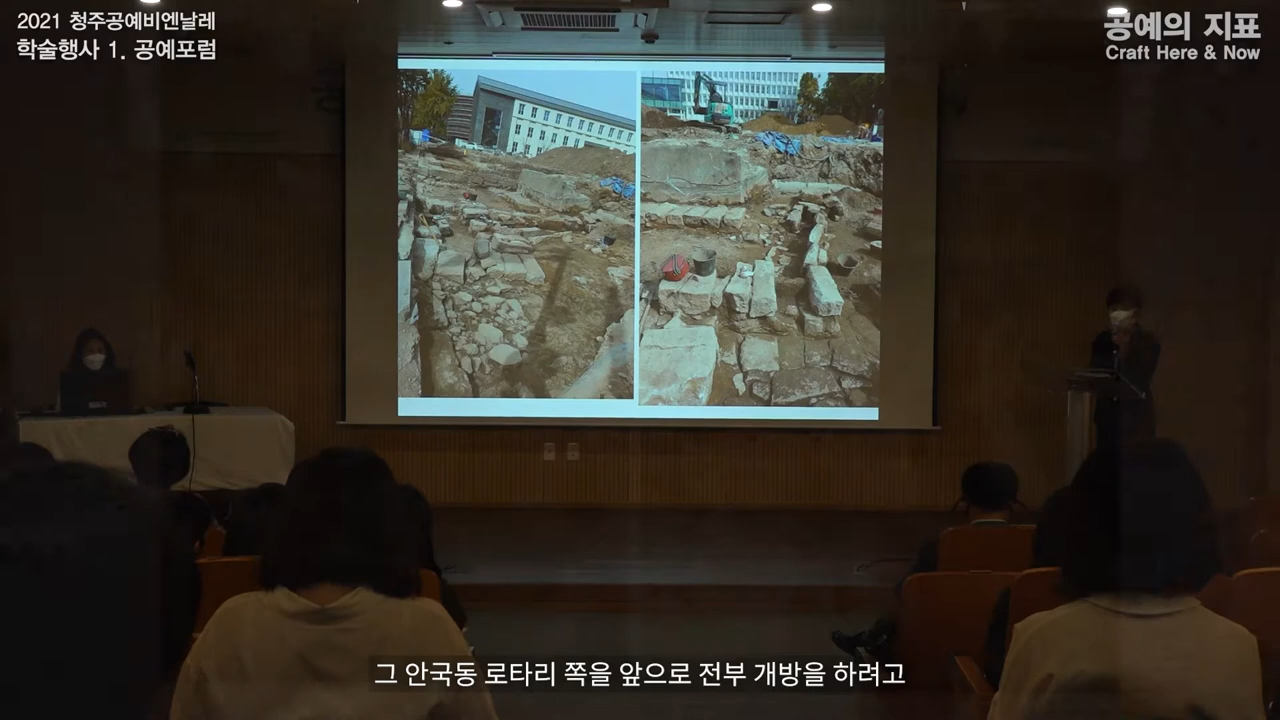 2021 청주공예비엔날레
학술행사 1. 공예포럼
공예의 지표
Craft Here & Now
그 안국동 로타리 쪽을 앞으로 전부 개방을 하려고